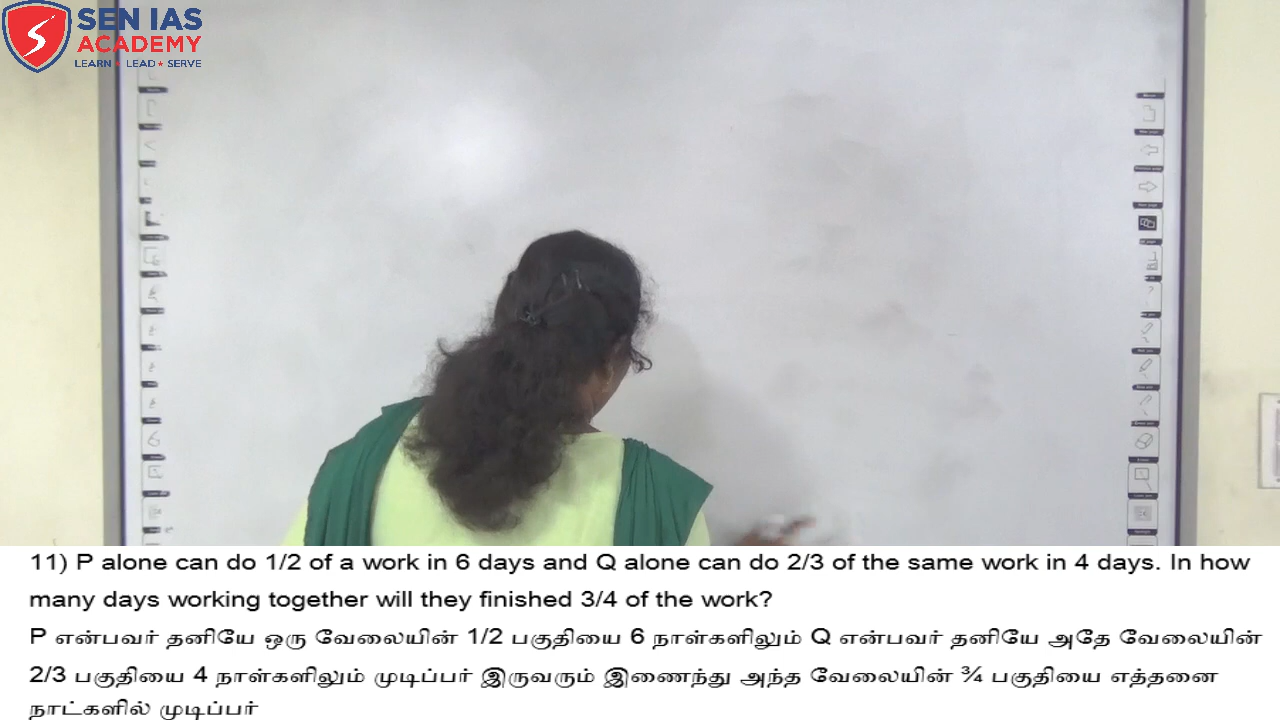 SEN IAS
ACADEMY
LEARN ★ LEAD ★ SERVE
11) P alone can do 1/2 of a work in 6 days and Q alone can do 2/3 of the same work in 4 days. In how
many days working together will they finished 3/4 of the work?
P என்பவர் தனியே ஒரு வேலையின் 1/2 பகுதியை 6 நாள்களிலும் Q என்பவர் தனியே அதே வேலையின்
2/3 பகுதியை 4 நாள்களிலும் முடிப்பர் இருவரும் இணைந்து அந்த வேலையின் ¾ பகுதியை எத்தனை
நாட்களில் முடிப்பர்